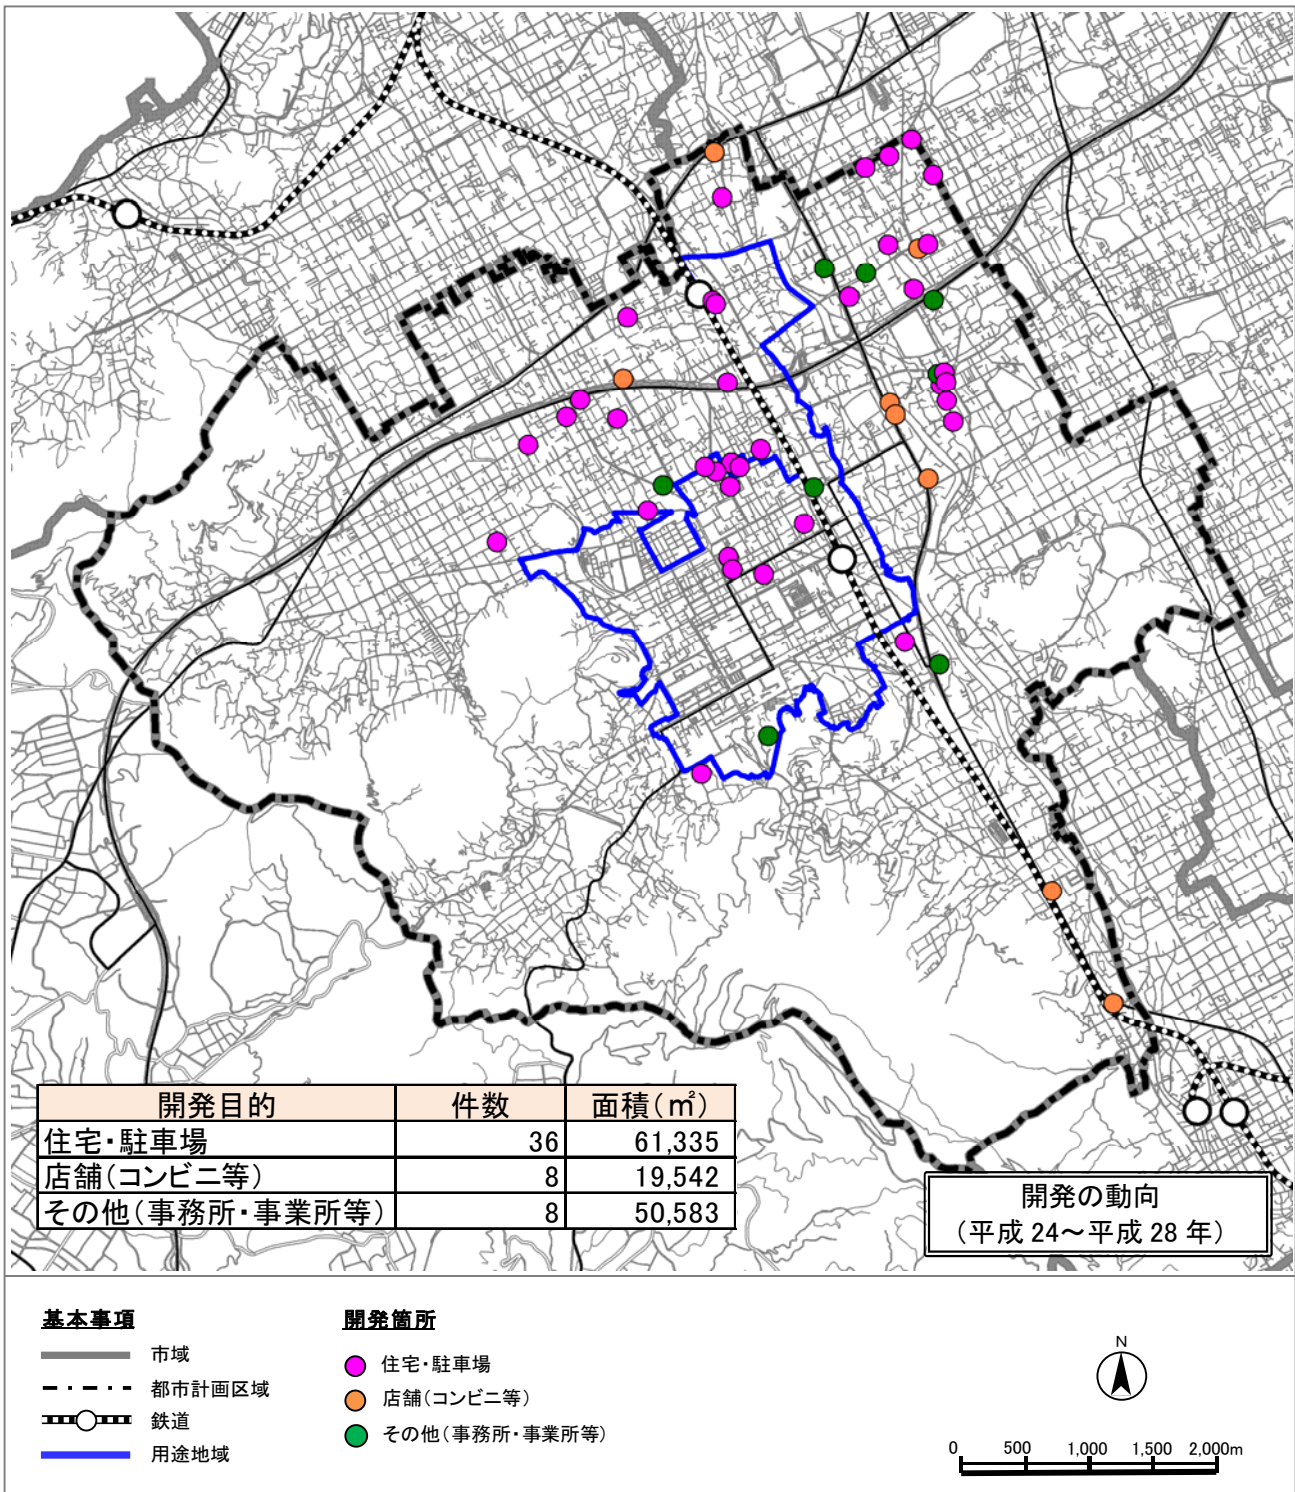 開発目的 件数 面積(㎡)
住宅・駐車場 36 61,335
店舗(コンビニ等) 8 19,542
その他(事務所・事業所等) 8 50,583
開発の動向
(平成 24～平成 28 年)
基本事項
市域
都市計画区域
鉄道
用途地域
開発箇所
住宅・駐車場
店舗(コンビニ等)
その他(事務所・事業所等)
N
0 500 1,000 1,500 2,000m